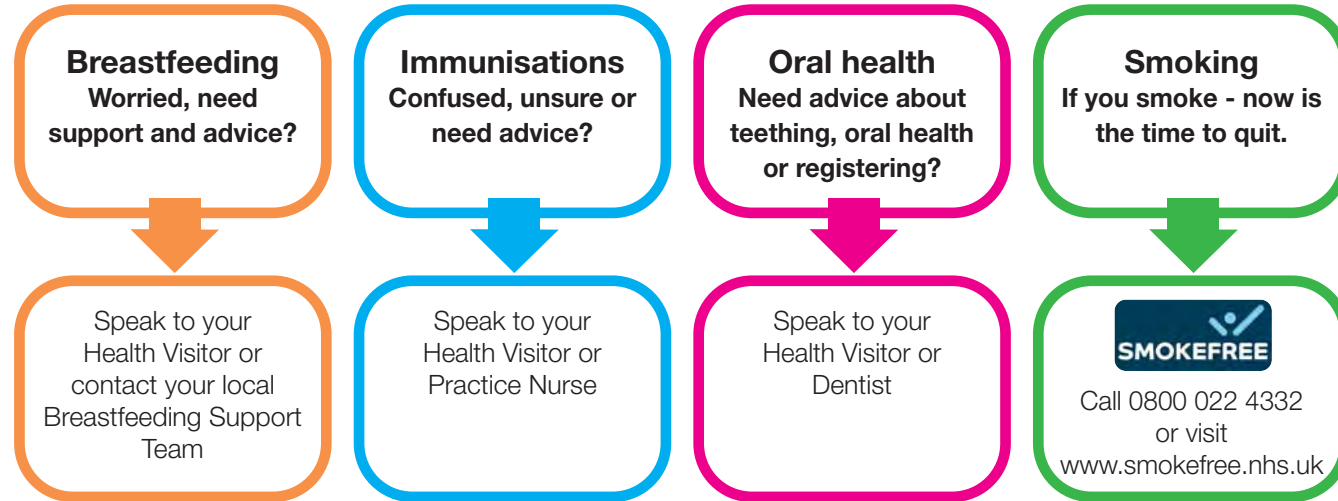 Breastfeeding
Worried, need
support and advice?
Speak to your
Health Visitor or
contact your local
Breastfeeding Support
Team
Immunisations
Confused, unsure or
need advice?
Speak to your
Health Visitor or
Practice Nurse
Oral health
Need advice about
teething, oral health
or registering?
Speak to your
Health Visitor or
Dentist
Smoking
If you smoke - now is
the time to quit.
SMOKEFREE
Call 0800 022 4332
or visit
www.smokefree.nhs.uk